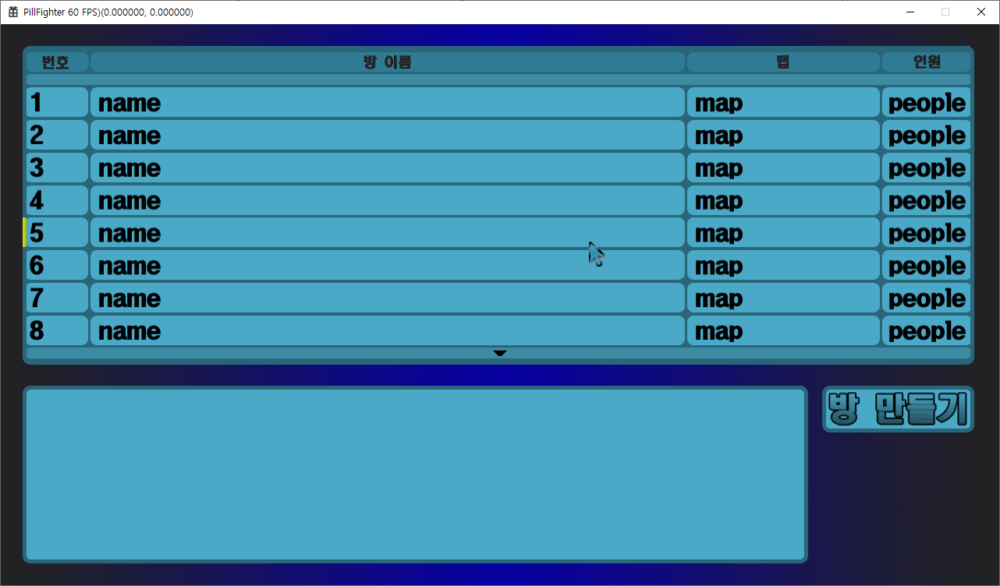 PillFighter 60 FPS)(0.000000, 0.000000)
번호 방 이름 맵 인원
1 name map people
2 name map people
3 name map people
4 name map people
5 name map people
6 name map people
7 name map people
8 name map people
방 만들기